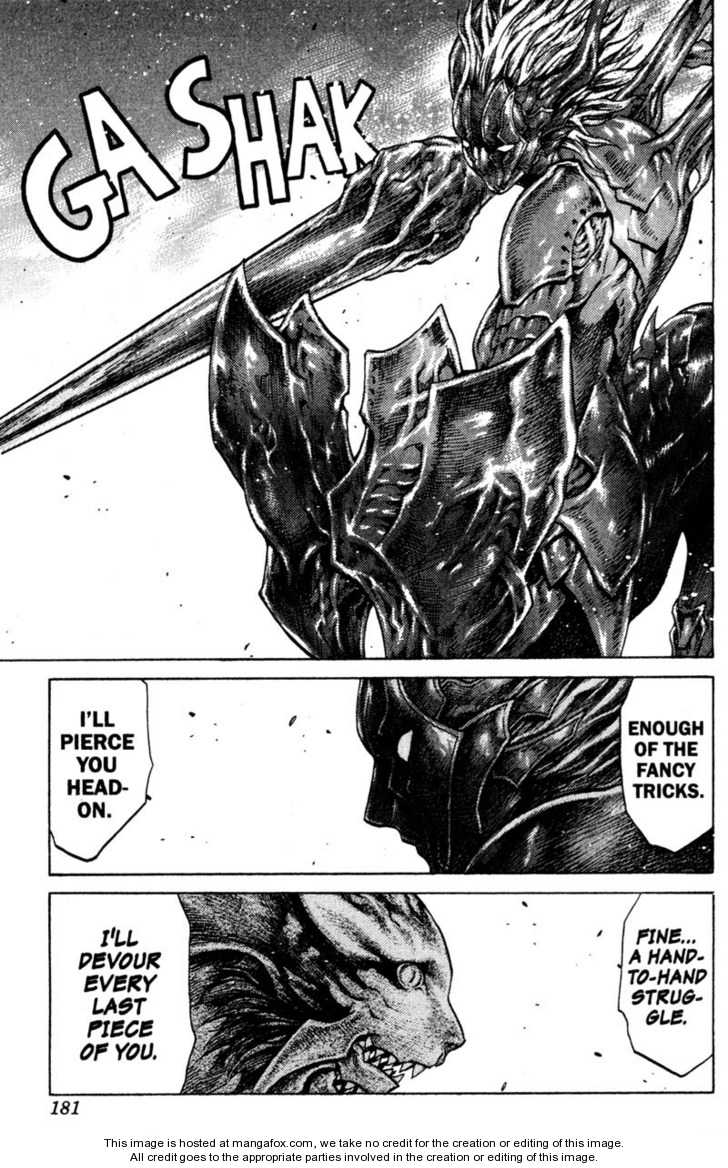 GASHAK
ENOUGH
OF THE
FANCY
TRICKS.
I'LL
PIERCE
YOU
HEAD-
ON.
FINE...
A HAND-
TO-HAND
STRUG-
GLE.
I'LL
DEVOUR
EVERY
LAST
PIECE
OF YOU.
181
This image is hosted at mangafox.com, we take no credit for the creation or editing of this image.
All credit goes to the appropriate parties involved in the creation or editing of this image.